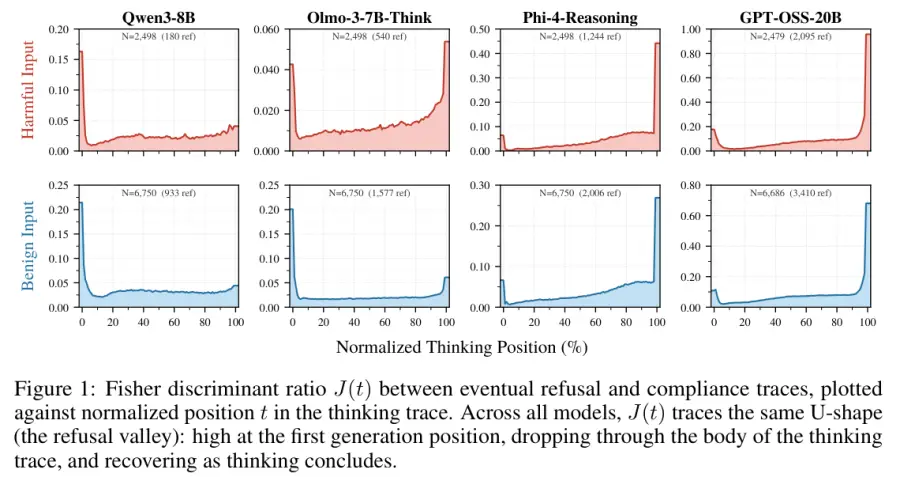 Qwen3-8B
Olmo-3-7B-Think
Phi-4-Reasoning
GPT-OSS-20B
Harmful Input
N=2,498 (180 ref)
0.20
0.15
0.10
0.05
0.00
N=2,498 (540 ref)
0.060
0.040
0.020
0.000
N=2,498 (1,244 ref)
0.50
0.40
0.30
0.20
0.10
0.00
N=2,479 (2,095 ref)
1.00
0.80
0.60
0.40
0.20
0.00
Benign Input
N=6,750 (933 ref)
0.25
0.20
0.15
0.10
0.05
0.00
0 20 40 60 80 100
N=6,750 (1,577 ref)
0.25
0.20
0.15
0.10
0.05
0.00
0 20 40 60 80 100
N=6,750 (2,006 ref)
0.30
0.20
0.10
0.00
0 20 40 60 80 100
N=6,686 (3,410 ref)
0.80
0.60
0.40
0.20
0.00
0 20 40 60 80 100
Normalized Thinking Position (%)
Figure 1: Fisher discriminant ratio J(t) between eventual refusal and compliance traces, plotted
against normalized position t in the thinking trace. Across all models, J(t) traces the same U-shape
(the refusal valley): high at the first generation position, dropping through the body of the thinking
trace, and recovering as thinking concludes.